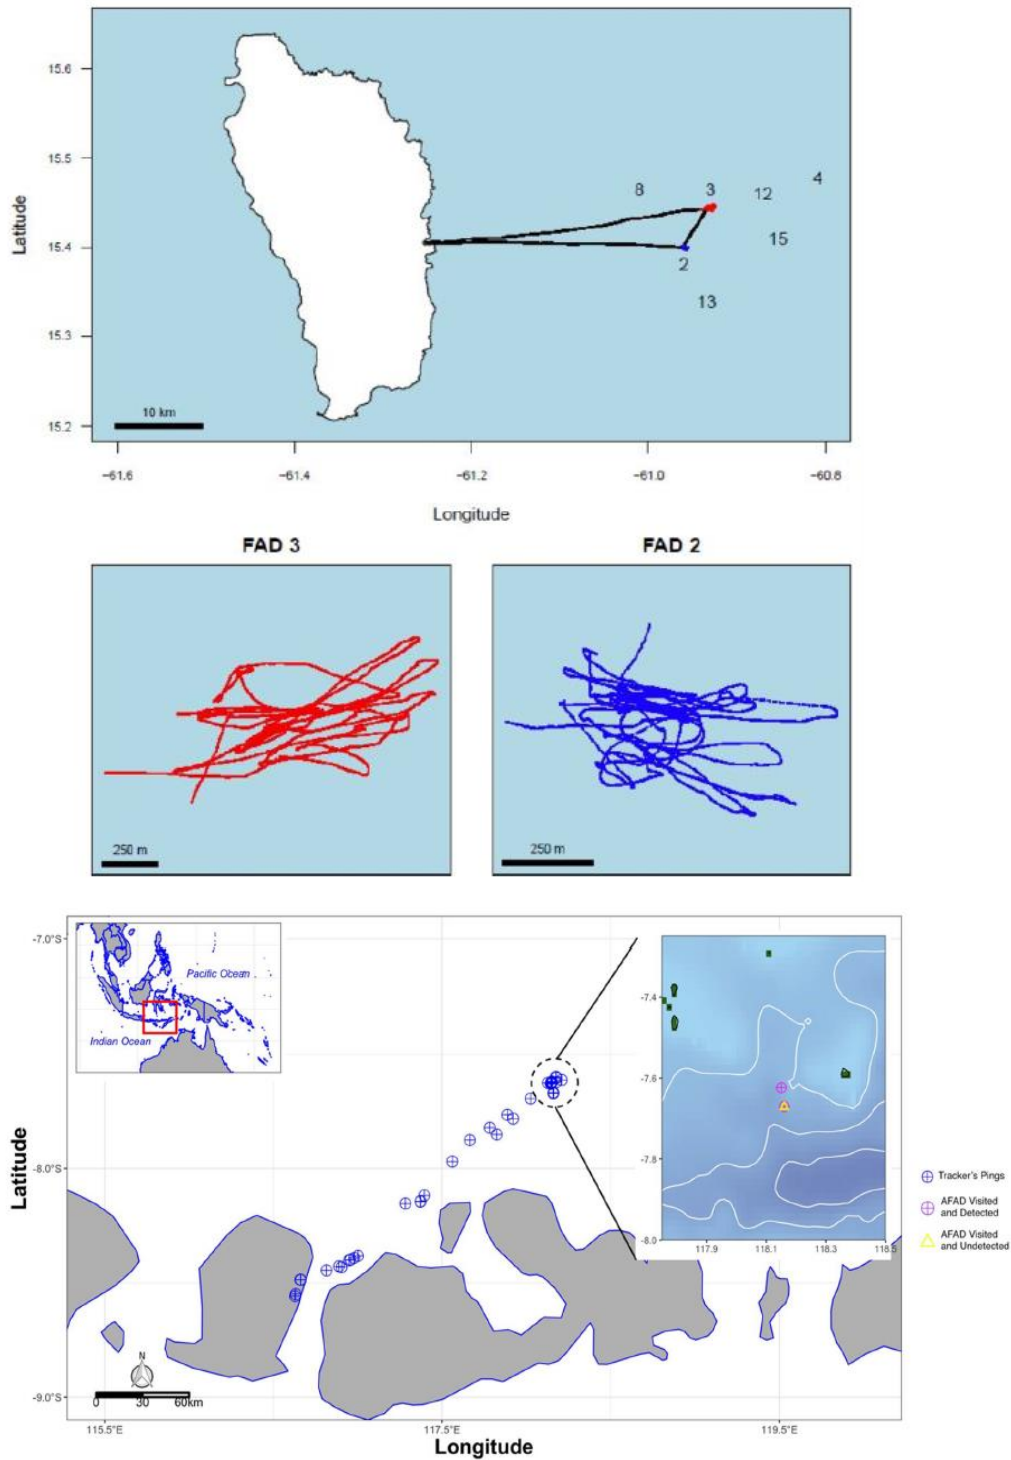 15.6
15.5
15.4
15.3
15.2
Latitude
8
3
12
4
15
2
13
10 km
−61.6
−61.4
−61.2
−61.0
−60.8
Longitude
FAD 3
FAD 2
250 m
250 m
-7.0°S
-8.0°S
-9.0°S
Latitude
Pacific Ocean
Indian Ocean
-7.4
-7.6
-7.8
-8.0
117.9
118.1
118.3
118.5
Tracker's Pings
AFAD Visited
and Detected
AFAD Visited
and Undetected
N
0 30 60km
115.5°E
117.5°E
119.5°E
Longitude